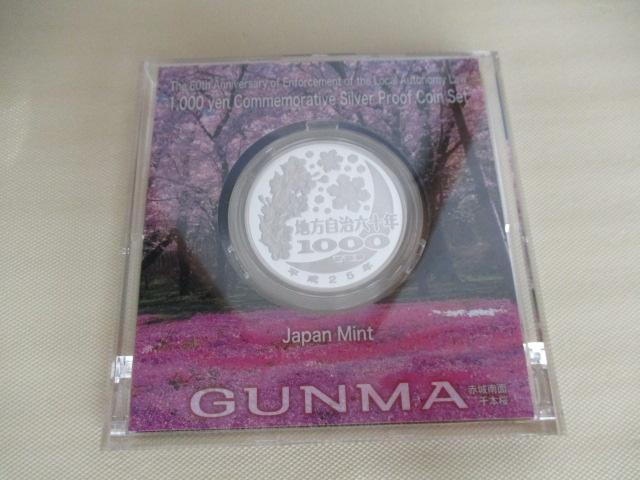 The 60th Anniversary of Enforcement of the Local Autonomy Law
1,000 yen Commemorative Silver Proof Coin Set
地方自治六十年
1000
平成25年
Japan Mint
GUNMA
赤城南面
千本桜